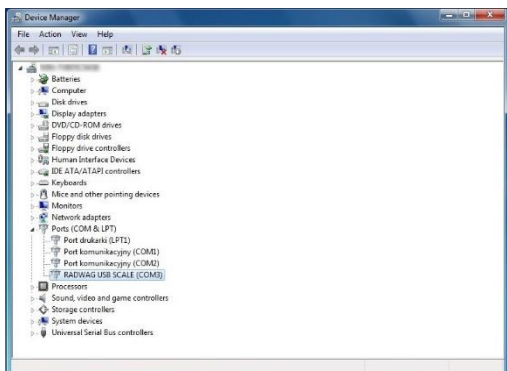 Device Manager
File Action View Help
Batteries
Computer
Disk drives
Display adapters
DVD/CD-ROM drives
Floppy disk drives
Floppy drive controllers
Human Interface Devices
IDE ATA/ATAPI controllers
Keyboards
Mice and other pointing devices
Monitors
Network adapters
Ports (COM & LPT)
Port drukarki (LPT1)
Port komunikacyjny (COM1)
Port komunikacyjny (COM2)
RADWAG USB SCALE (COM3)
Processors
Sound, video and game controllers
Storage controllers
System devices
Universal Serial Bus controllers